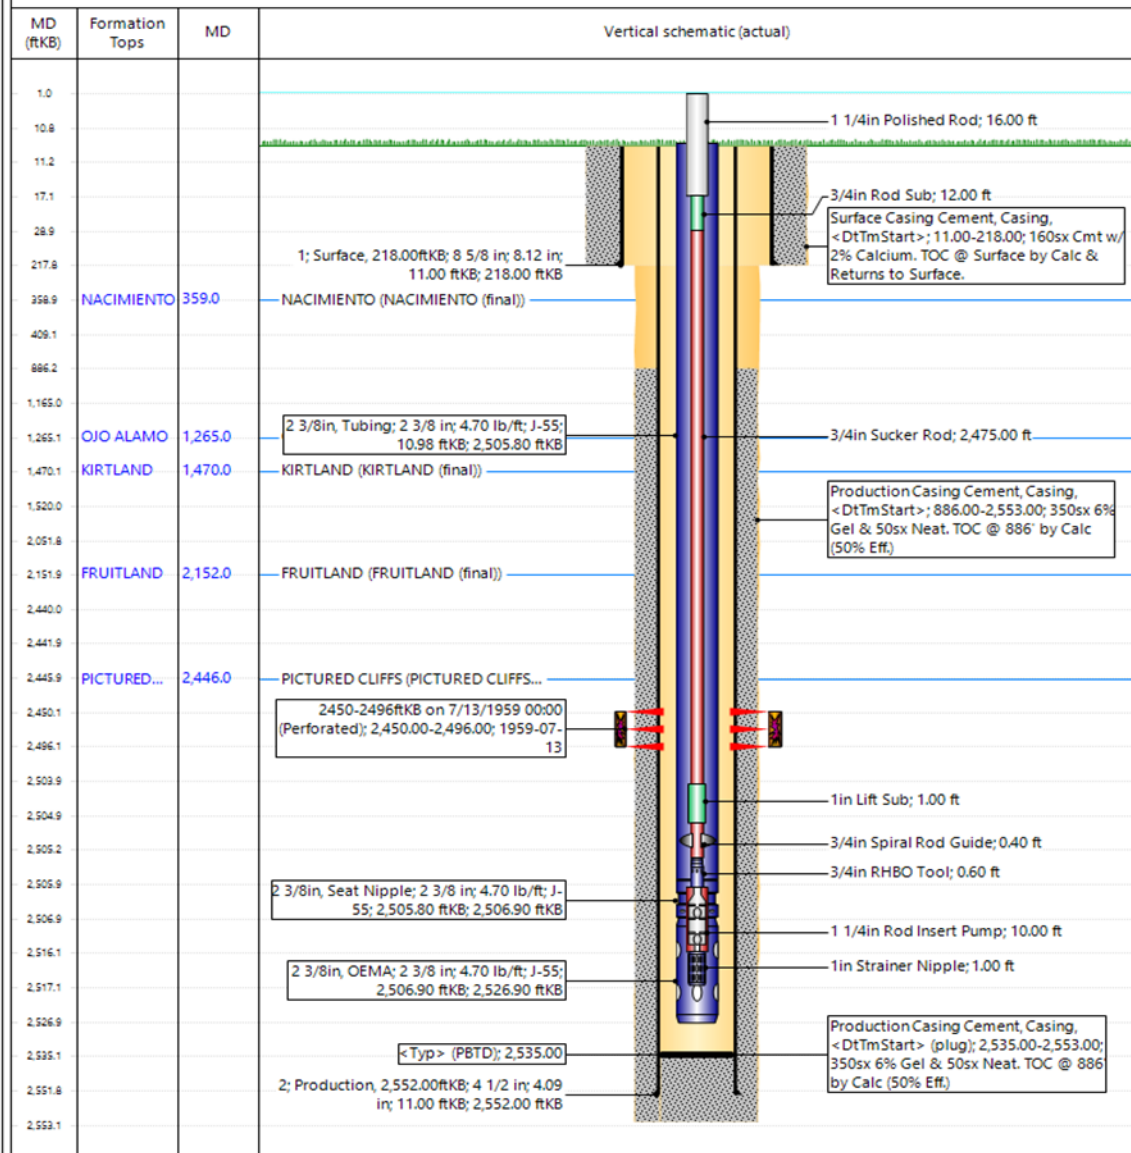 MD (ftKB)
Formation Tops
MD
Vertical schematic (actual)
1.0
10.8
11.2
17.1
28.9
217.8
358.9
409.1
886.2
1,165.0
1,265.1
1,470.1
1,520.0
2,051.8
2,151.9
2,440.0
2,441.9
2,445.9
2,450.1
2,496.1
2,503.9
2,504.9
2,505.2
2,505.9
2,506.9
2,516.1
2,517.1
2,526.9
2,535.1
2,551.8
2,553.1
NACIMIENTO 359.0
OJO ALAMO 1,265.0
KIRTLAND 1,470.0
FRUITLAND 2,152.0
PICTURED... 2,446.0
1 1/4in Polished Rod; 16.00 ft
3/4in Rod Sub; 12.00 ft
Surface Casing Cement, Casing,
<DtTmStart>; 11.00-218.00; 160sx Cmt w/
2% Calcium. TOC @ Surface by Calc &
Returns to Surface.
1; Surface, 218.00ftKB; 8 5/8 in; 8.12 in;
11.00 ftKB; 218.00 ftKB
NACIMIENTO (NACIMIENTO (final))
2 3/8in, Tubing; 2 3/8 in; 4.70 lb/ft; J-55;
10.98 ftKB; 2,505.80 ftKB
3/4in Sucker Rod; 2,475.00 ft
KIRTLAND (KIRTLAND (final))
Production Casing Cement, Casing,
<DtTmStart>; 886.00-2,553.00; 350sx 6%
Gel & 50sx Neat. TOC @ 886' by Calc
(50% Eff.)
FRUITLAND (FRUITLAND (final))
PICTURED CLIFFS (PICTURED CLIFFS...
2450-2496ftKB on 7/13/1959 00:00
(Perforated); 2,450.00-2,496.00; 1959-07-
13
1in Lift Sub; 1.00 ft
3/4in Spiral Rod Guide; 0.40 ft
3/4in RHBO Tool; 0.60 ft
2 3/8in, Seat Nipple; 2 3/8 in; 4.70 lb/ft; J-
55; 2,505.80 ftKB; 2,506.90 ftKB
1 1/4in Rod Insert Pump; 10.00 ft
1in Strainer Nipple; 1.00 ft
2 3/8in, OEMA; 2 3/8 in; 4.70 lb/ft; J-55;
2,506.90 ftKB; 2,526.90 ftKB
<Typ> (PBTD); 2,535.00
Production Casing Cement, Casing,
<DtTmStart> (plug); 2,535.00-2,553.00;
350sx 6% Gel & 50sx Neat. TOC @ 886'
by Calc (50% Eff.)
2; Production, 2,552.00ftKB; 4 1/2 in; 4.09
in; 11.00 ftKB; 2,552.00 ftKB